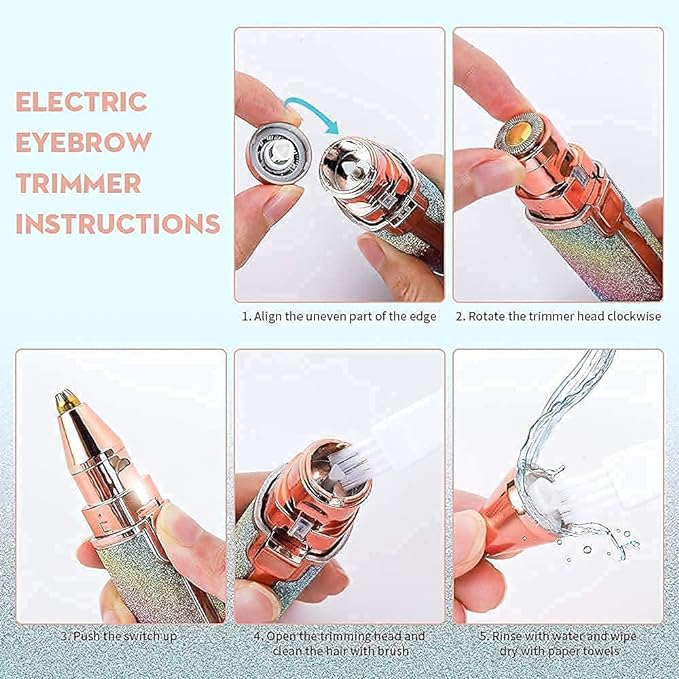 ELECTRIC
EYEBROW
TRIMMER
INSTRUCTIONS
1. Align the uneven part of the edge
2. Rotate the trimmer head clockwise
3. Push the switch up
4. Open the trimming head and
clean the hair with brush
5. Rinse with water and wipe
dry with paper towels